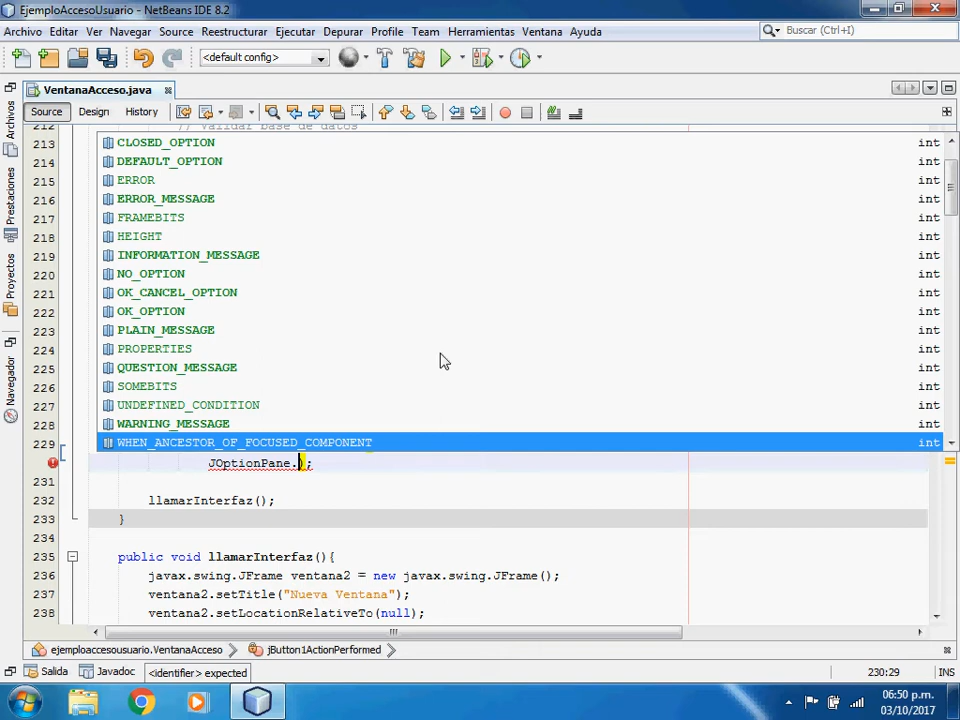 EjemploAccesoUsuario - NetBeans IDE 8.2
Archivo Editar Ver Navegar Source Reestructurar Ejecutar Depurar Profile Team Herramientas Ventana Ayuda
Buscar (Ctrl+I)
<default config>
VentanaAcceso.java
Source Design History
Archivos
Prestaciones
Proyectos
Navegador
212 // Validar base de datos
213 CLOSED_OPTION int
214 DEFAULT_OPTION int
215 ERROR int
216 ERROR_MESSAGE int
217 FRAMEBITS int
218 HEIGHT int
219 INFORMATION_MESSAGE int
220 NO_OPTION int
221 OK_CANCEL_OPTION int
222 OK_OPTION int
223 PLAIN_MESSAGE int
224 PROPERTIES int
225 QUESTION_MESSAGE int
226 SOMEBITS int
227 UNDEFINED_CONDITION int
228 WARNING_MESSAGE int
229 WHEN_ANCESTOR_OF_FOCUSED_COMPONENT int
JOptionPane.);
231
232 llamarInterfaz();
233 }
234
235 public void llamarInterfaz(){
236 javax.swing.JFrame ventana2 = new javax.swing.JFrame();
237 ventana2.setTitle("Nueva Ventana");
238 ventana2.setLocationRelativeTo(null);
ejemploaccesousuario.VentanaAcceso jButton1ActionPerformed
Salida Javadoc <identifier> expected 230:29 INS
06:50 p.m.
03/10/2017